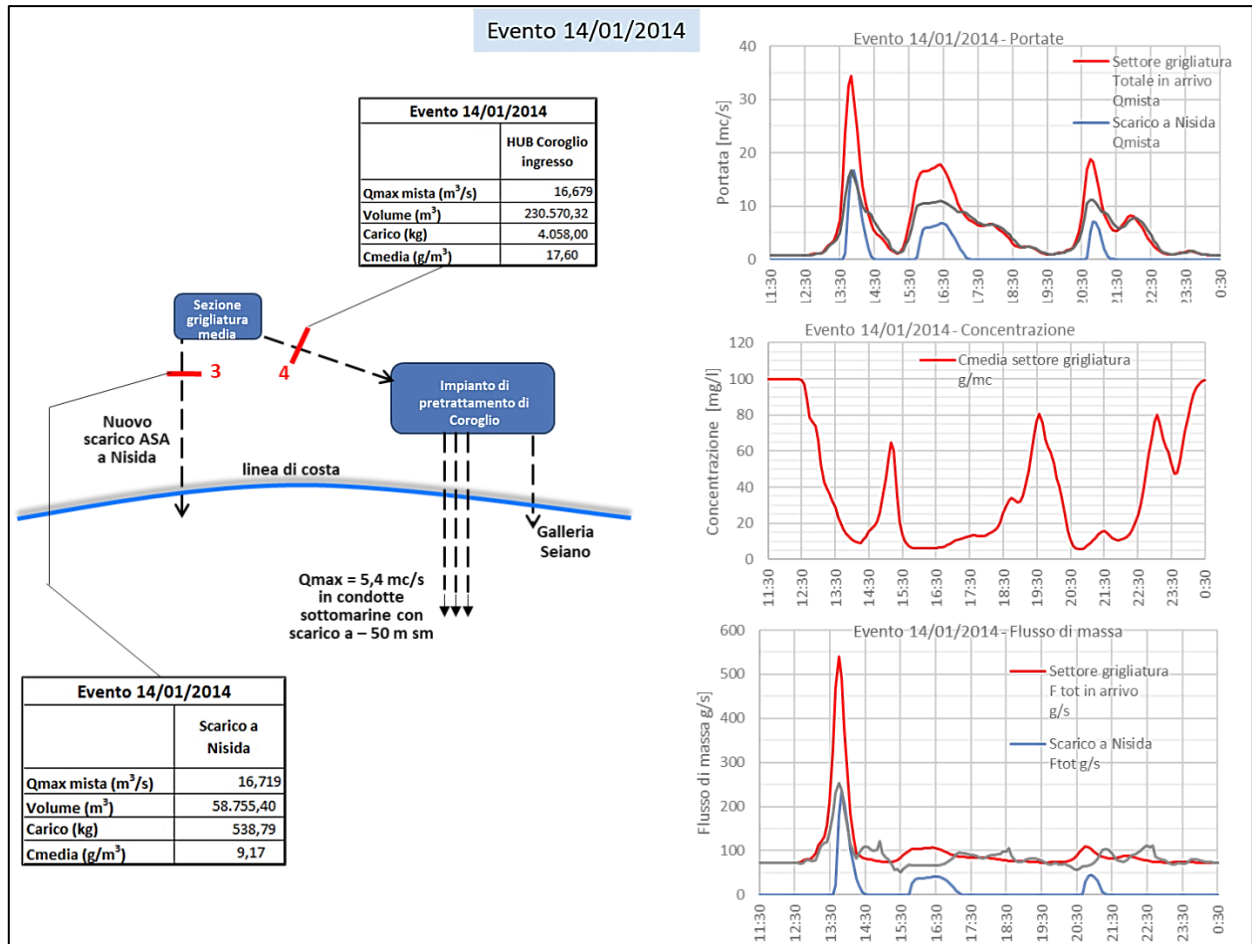 Evento 14/01/2014
Evento 14/01/2014
HUB Coroglio
ingresso
Qmax mista (m³/s) 16,679
Volume (m³) 230.570,32
Carico (kg) 4.058,00
Cmedia (g/m³) 17,60
Sezione
grigliatura
media
3
4
Impianto di
pretrattamento di
Coroglio
Nuovo
scarico ASA
a Nisida
linea di costa
Galleria
Seiano
Qmax = 5,4 mc/s
in condotte
sottomarine con
scarico a – 50 m sm
Evento 14/01/2014
Scarico a
Nisida
Qmax mista (m³/s) 16,719
Volume (m³) 58.755,40
Carico (kg) 538,79
Cmedia (g/m³) 9,17
Evento 14/01/2014 - Portate
Portata [mc/s]
40
35
30
25
20
15
10
5
0
Settore grigliatura
Totale in arrivo
Qmista
Scarico a Nisida
Qmista
11:30
12:30
13:30
14:30
15:30
16:30
17:30
18:30
19:30
20:30
21:30
22:30
23:30
0:30
Evento 14/01/2014 - Concentrazione
Concentrazione [mg/l]
120
100
80
60
40
20
0
Cmedia settore grigliatura
g/mc
11:30
12:30
13:30
14:30
15:30
16:30
17:30
18:30
19:30
20:30
21:30
22:30
23:30
0:30
Evento 14/01/2014 - Flusso di massa
Flusso di massa g/s
600
500
400
300
200
100
0
Settore grigliatura
F tot in arrivo
g/s
Scarico a Nisida
Ftot g/s
11:30
12:30
13:30
14:30
15:30
16:30
17:30
18:30
19:30
20:30
21:30
22:30
23:30
0:30